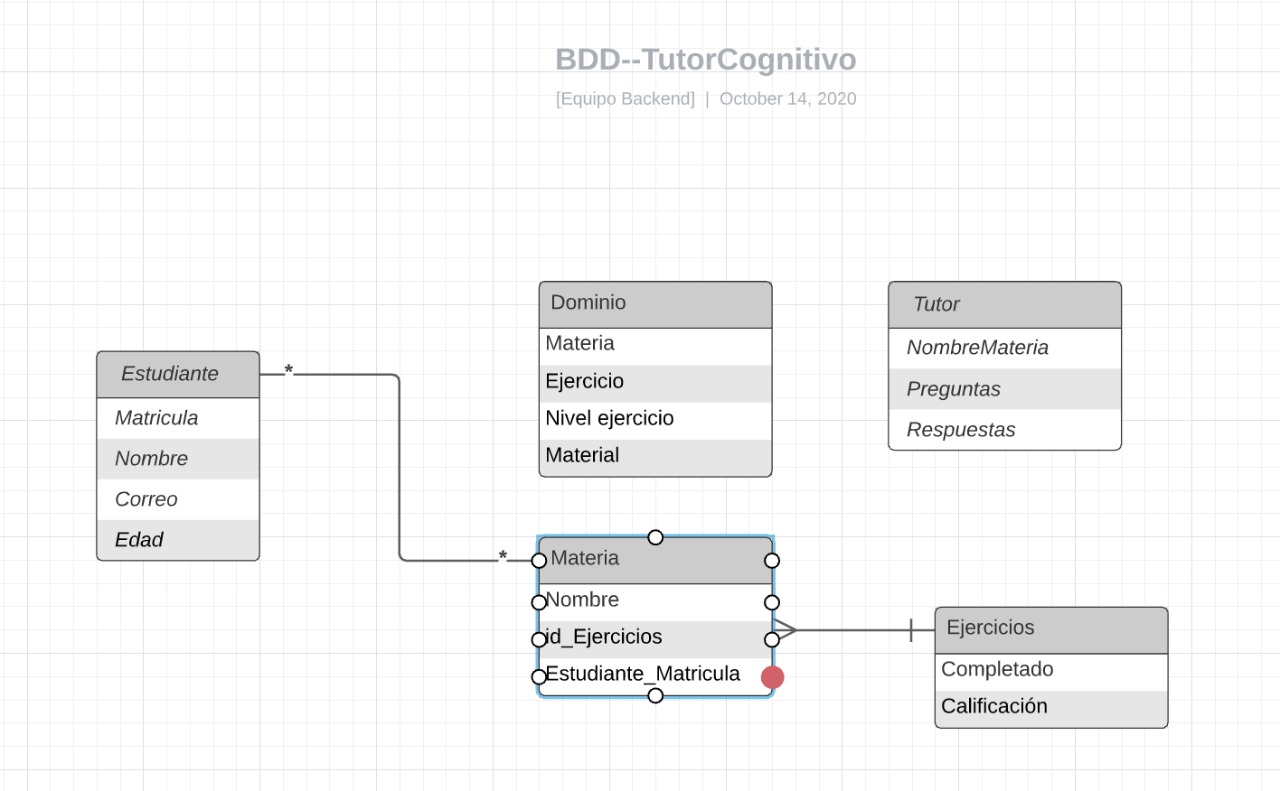 BDD--TutorCognitivo
[Equipo Backend] | October 14, 2020
Estudiante
Matricula
Nombre
Correo
Edad
*
*
Dominio
Materia
Ejercicio
Nivel ejercicio
Material
Tutor
NombreMateria
Preguntas
Respuestas
Materia
Nombre
id_Ejercicios
Estudiante_Matricula
Ejercicios
Completado
Calificación